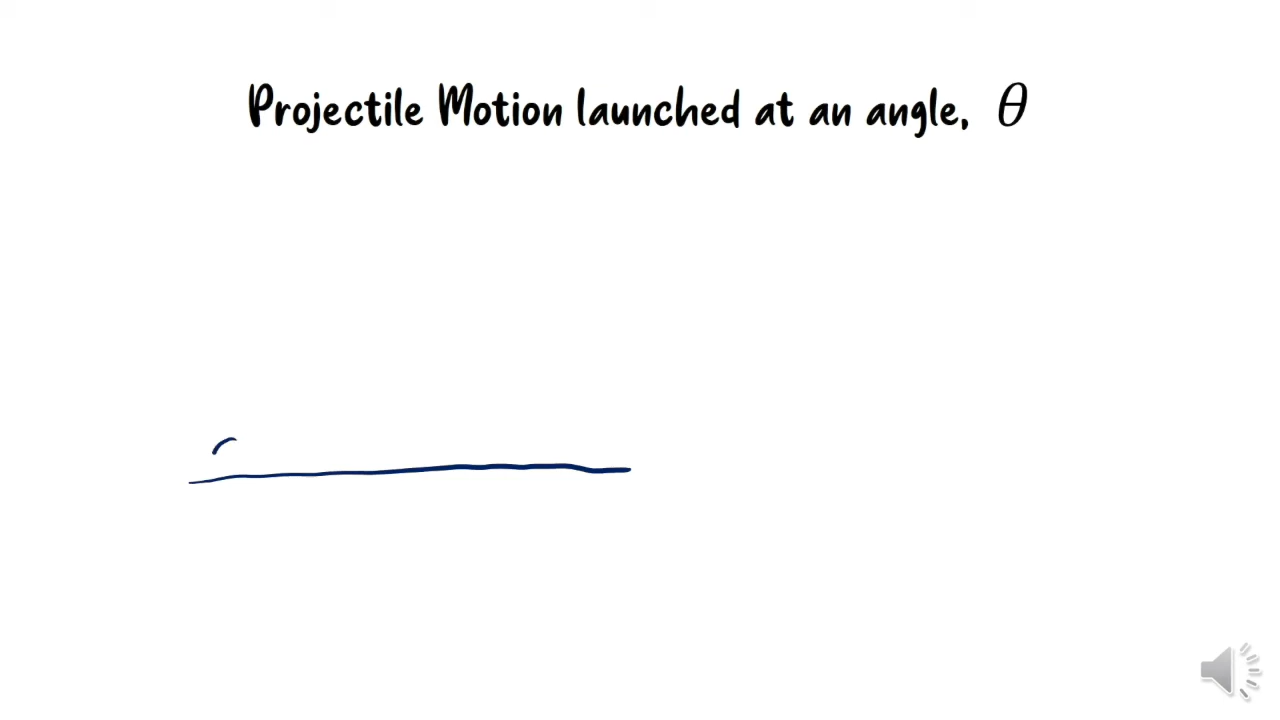 Projectile Motion launched at an angle, θ